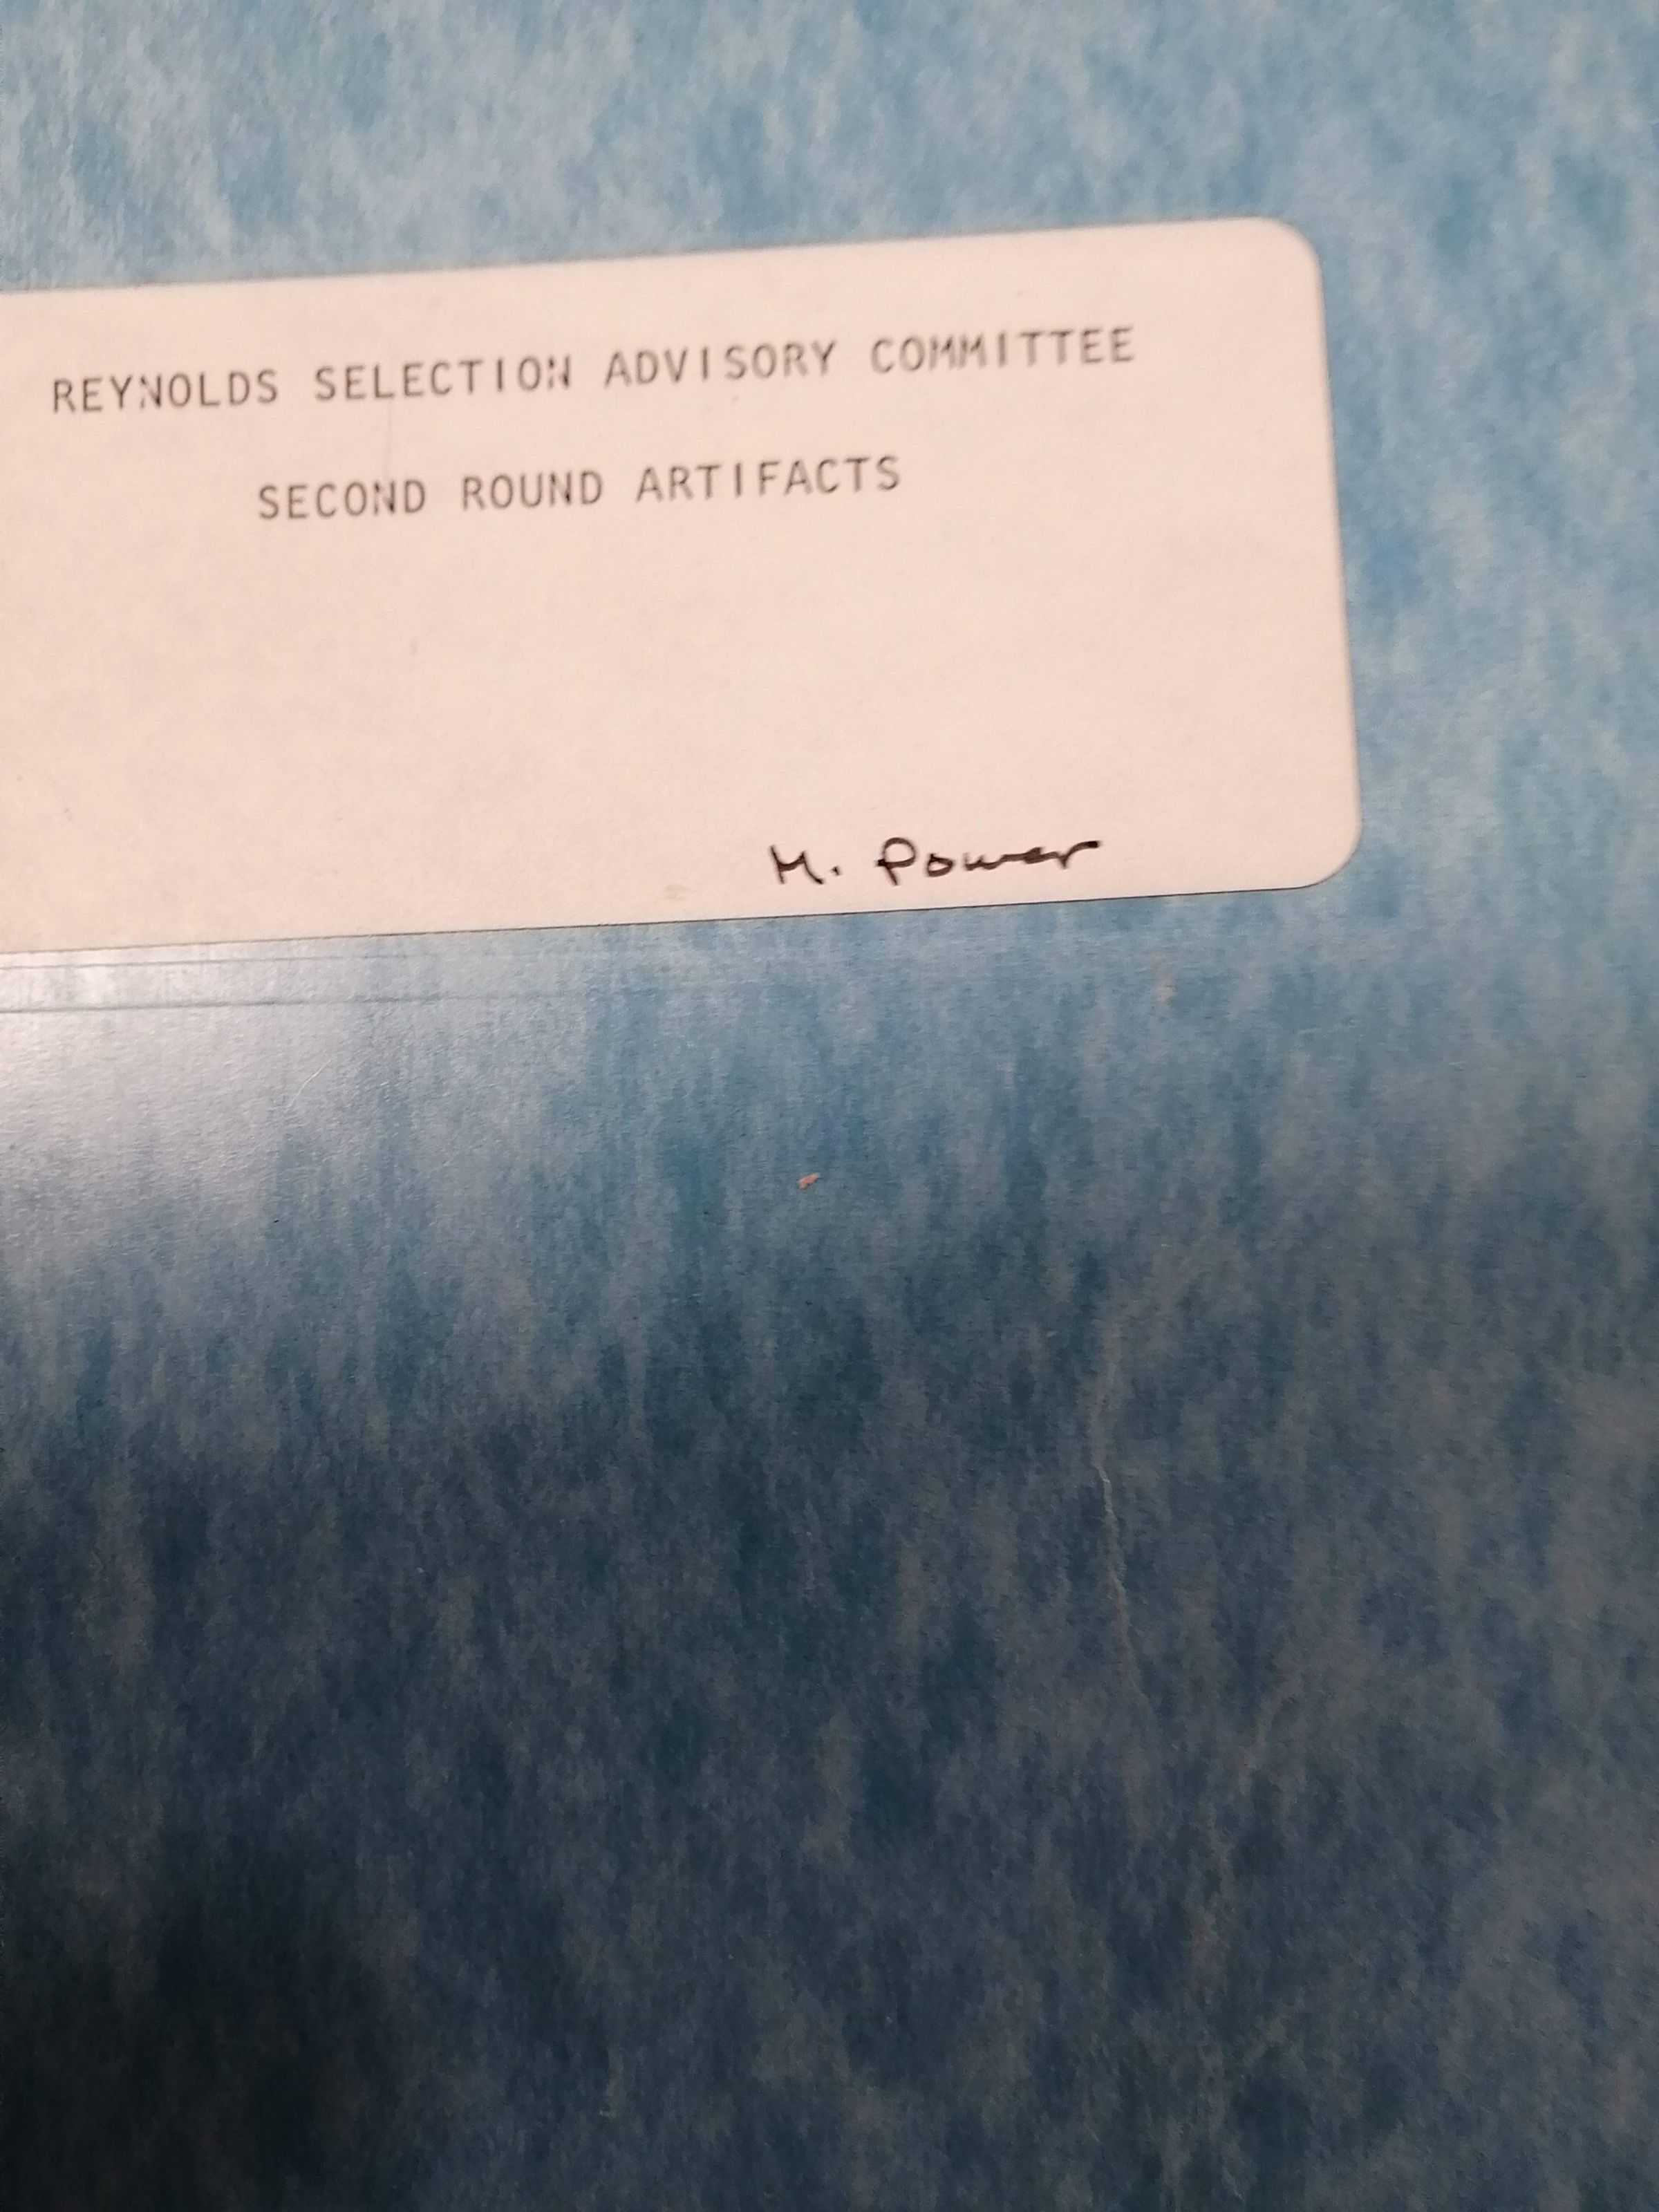 REYNOLDS SELECTION ADVISORY COMMITTEE
SECOND ROUND ARTIFACTS
M. Power